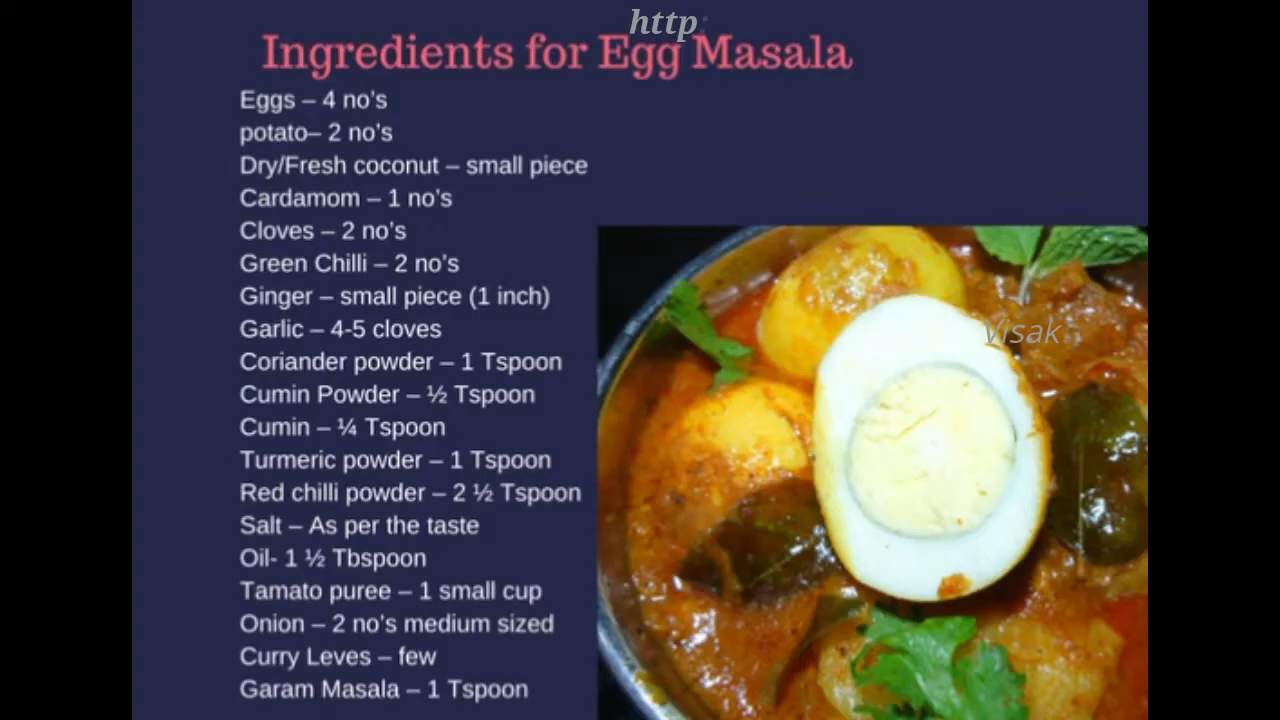 http
Ingredients for Egg Masala
Eggs – 4 no's
potato– 2 no's
Dry/Fresh coconut – small piece
Cardamom – 1 no's
Cloves – 2 no's
Green Chilli – 2 no's
Ginger – small piece (1 inch)
Garlic – 4-5 cloves
Coriander powder – 1 Tspoon
Cumin Powder – ½ Tspoon
Cumin – ¼ Tspoon
Turmeric powder – 1 Tspoon
Red chilli powder – 2 ½ Tspoon
Salt – As per the taste
Oil- 1 ½ Tbspoon
Tamato puree – 1 small cup
Onion – 2 no's medium sized
Curry Leves – few
Garam Masala – 1 Tspoon
Visak